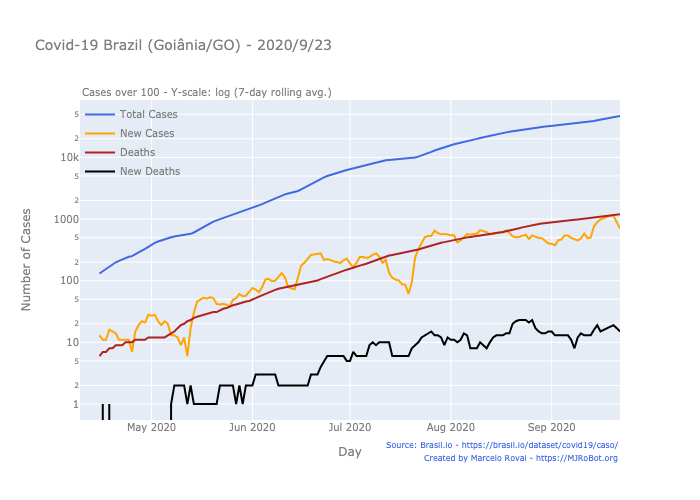 Covid-19 Brazil (Goiânia/GO) - 2020/9/23
Cases over 100 - Y-scale: log (7-day rolling avg.)
Total Cases
New Cases
Deaths
New Deaths
5
2
10k
5
2
1000
5
2
100
5
2
10
5
2
1
Number of Cases
May 2020
Jun 2020
Jul 2020
Aug 2020
Sep 2020
Day
Source: Brasil.io - https://brasil.io/dataset/covid19/caso/
Created by Marcelo Rovai - https://MJRoBot.org